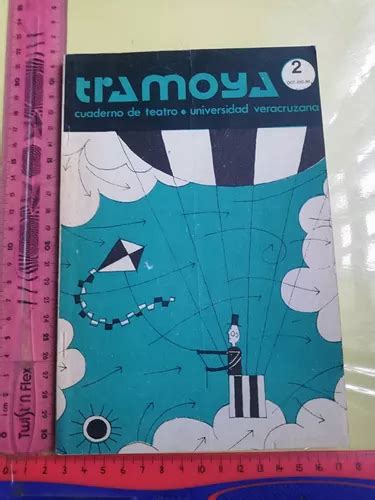 tramoya
2
cuaderno de teatro • universidad veracruzana
Twist'n Flex